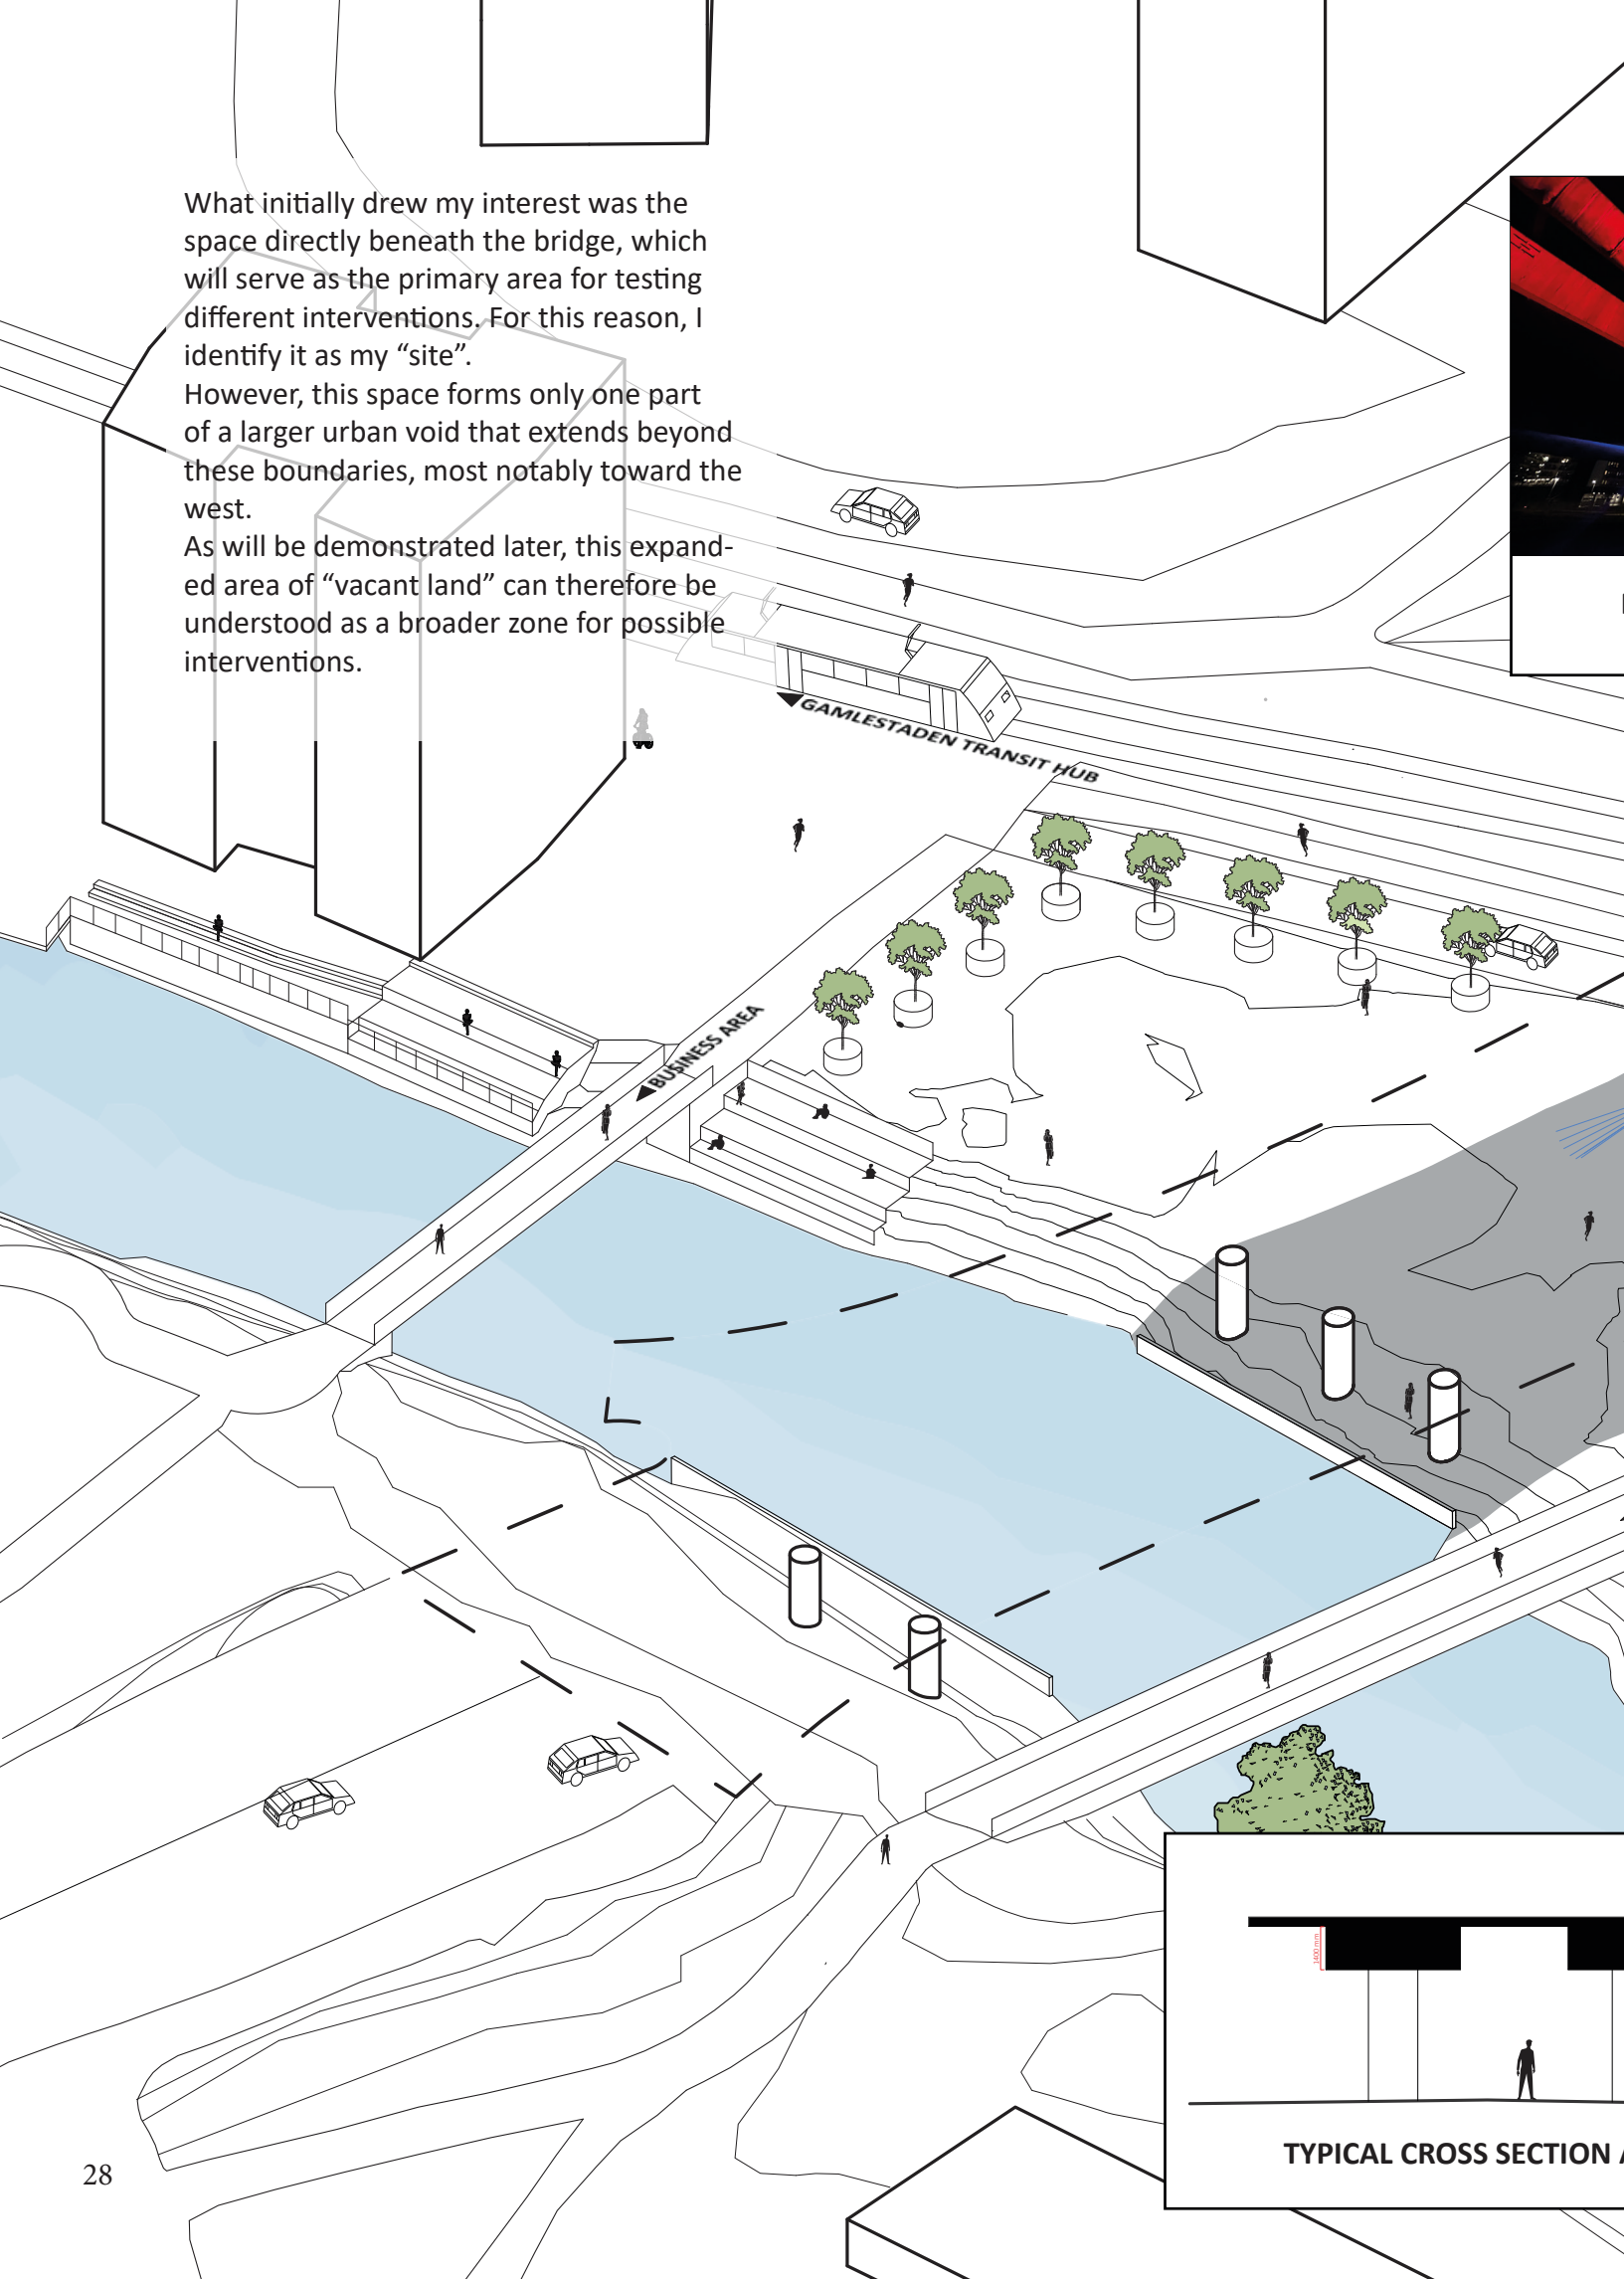 What initially drew my interest was the
space directly beneath the bridge, which
will serve as the primary area for testing
different interventions. For this reason, I
identify it as my “site”.
However, this space forms only one part
of a larger urban void that extends beyond
these boundaries, most notably toward the
west.
As will be demonstrated later, this expand-
ed area of “vacant land” can therefore be
understood as a broader zone for possible
interventions.
GAMLESTADEN TRANSIT HUB
BUSINESS AREA
1400 mm
TYPICAL CROSS SECTION
28